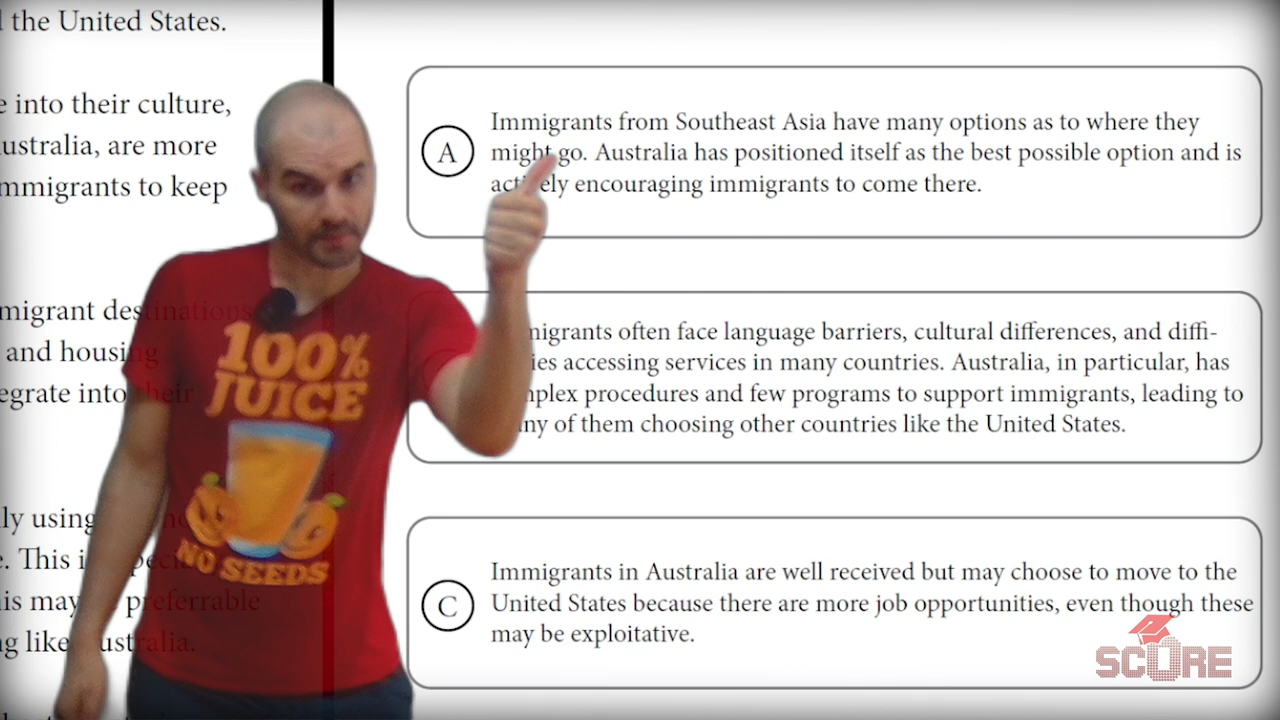 the United States.
into their culture,
ustralia, are more
mmigrants to keep
migrant destinations
and housing
egrate into their
ly using
This
is may preferrable
g like ustralia.
A
Immigrants from Southeast Asia have many options as to where they
might go. Australia has positioned itself as the best possible option and is
actively encouraging immigrants to come there.
migrants often face language barriers, cultural differences, and diffi-
ies accessing services in many countries. Australia, in particular, has
plex procedures and few programs to support immigrants, leading to
ny of them choosing other countries like the United States.
C
Immigrants in Australia are well received but may choose to move to the
United States because there are more job opportunities, even though these
may be exploitative.
100%
JUICE
NO SEEDS
SCORE